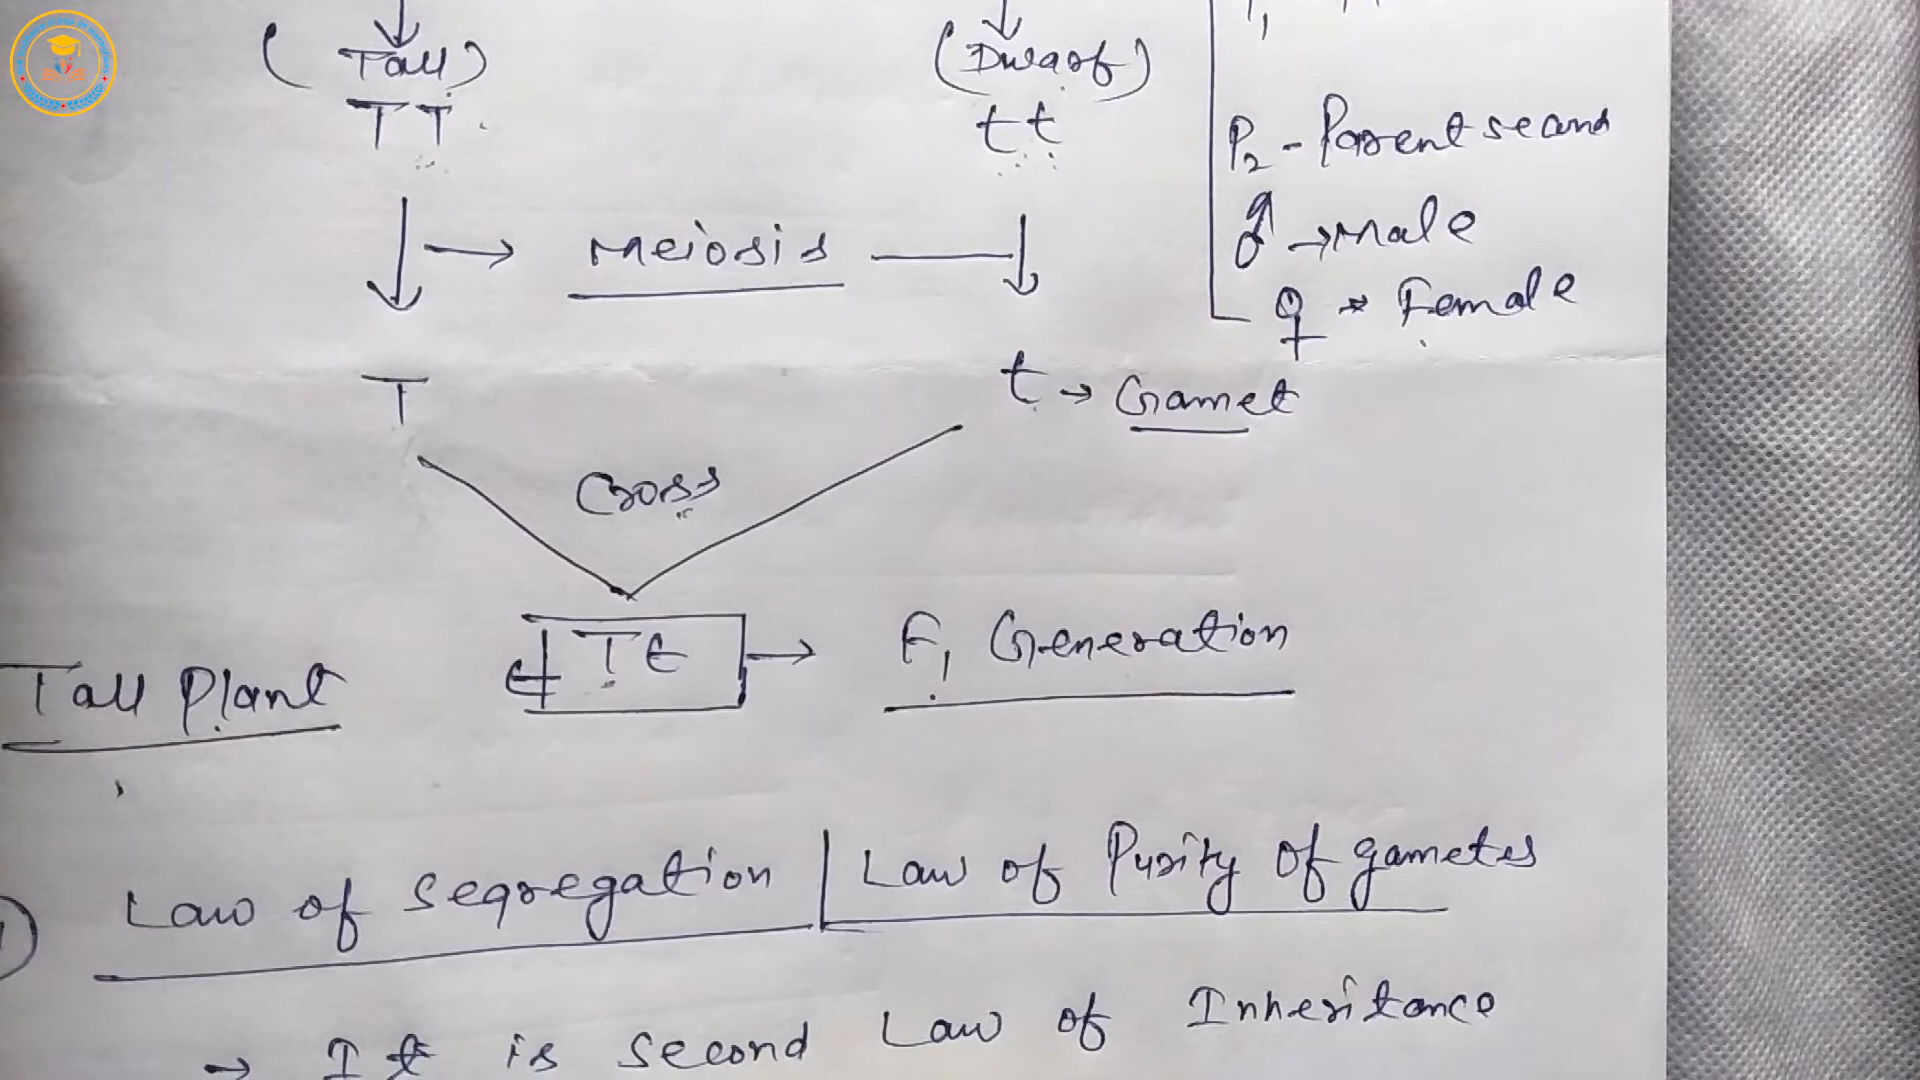 (Tall) (Dwarf)
TT tt
P2 - Parent second
♂ → Male
→ Meiosis
♀ → Female
T t → Gamet
Cross
Tt → F1 Generation
Tall Plant
Law of Segregation | Law of Purity of gametes
→ It is second Law of Inheritance